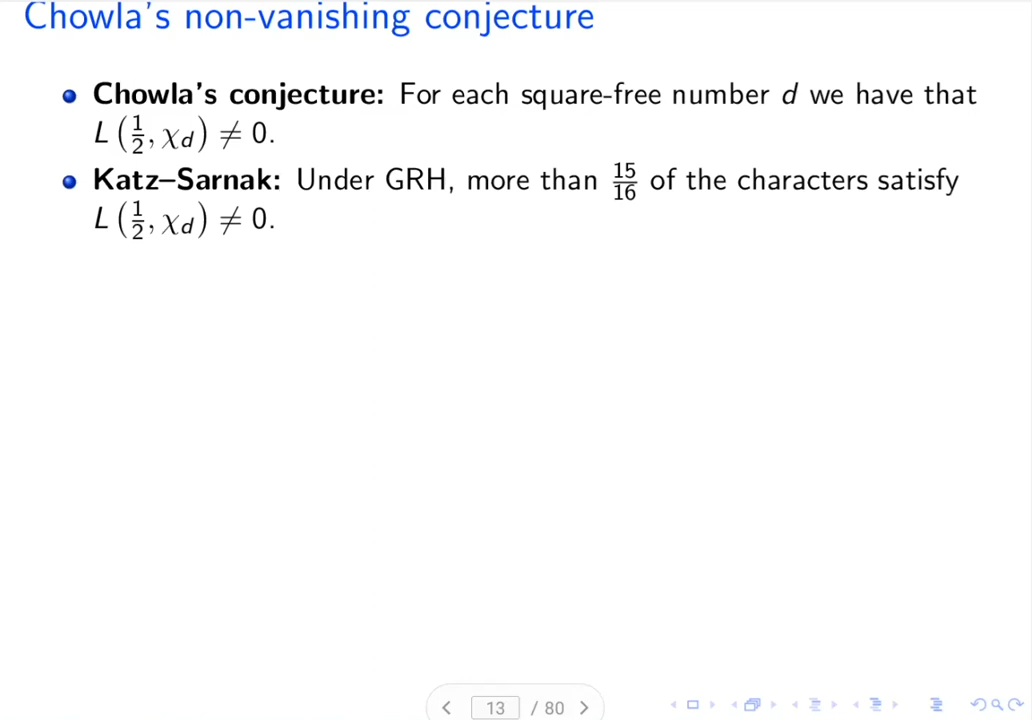 Chowla's non-vanishing conjecture
Chowla's conjecture: For each square-free number d we have that
L(1/2, χ_d) ≠ 0.
Katz–Sarnak: Under GRH, more than 15/16 of the characters satisfy
L(1/2, χ_d) ≠ 0.
13 / 80